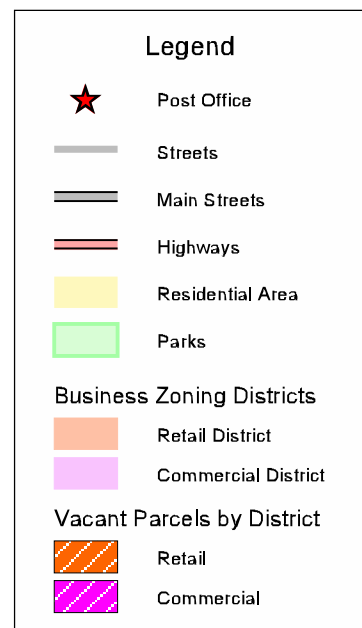 Legend
Post Office
Streets
Main Streets
Highways
Residential Area
Parks
Business Zoning Districts
Retail District
Commercial District
Vacant Parcels by District
Retail
Commercial